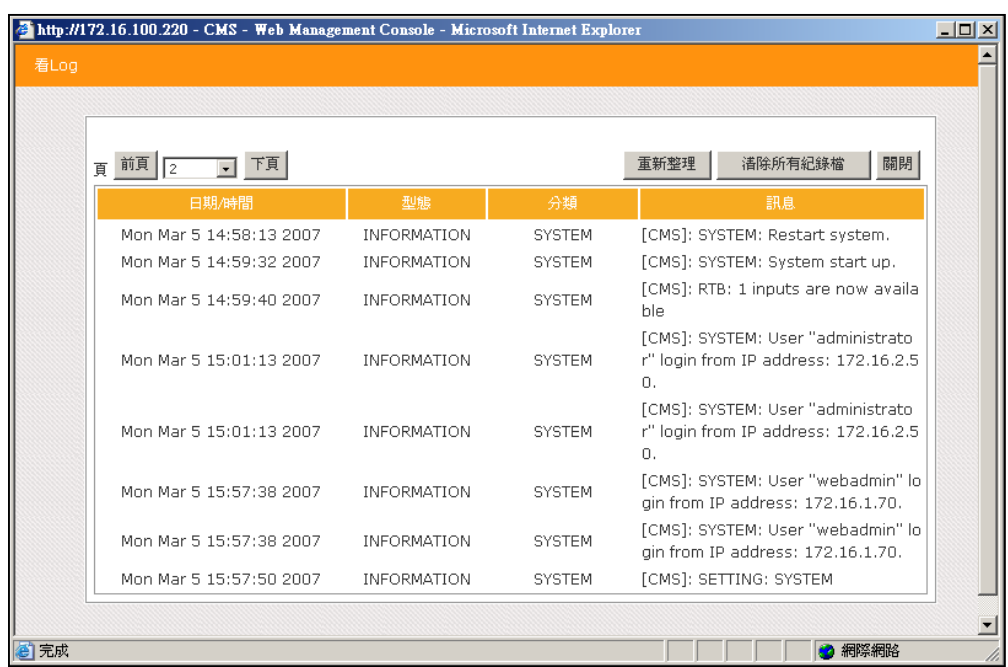 http://172.16.100.220 - CMS - Web Management Console - Microsoft Internet Explorer
看Log
頁 前頁 2 下頁 重新整理 清除所有紀錄檔 關閉
日期/時間 型態 分類 訊息
Mon Mar 5 14:58:13 2007 INFORMATION SYSTEM [CMS]: SYSTEM: Restart system.
Mon Mar 5 14:59:32 2007 INFORMATION SYSTEM [CMS]: SYSTEM: System start up.
Mon Mar 5 14:59:40 2007 INFORMATION SYSTEM [CMS]: RTB: 1 inputs are now availa
ble
Mon Mar 5 15:01:13 2007 INFORMATION SYSTEM [CMS]: SYSTEM: User "administrato
r" login from IP address: 172.16.2.5
0.
Mon Mar 5 15:01:13 2007 INFORMATION SYSTEM [CMS]: SYSTEM: User "administrato
r" login from IP address: 172.16.2.5
0.
Mon Mar 5 15:57:38 2007 INFORMATION SYSTEM [CMS]: SYSTEM: User "webadmin" lo
gin from IP address: 172.16.1.70.
Mon Mar 5 15:57:38 2007 INFORMATION SYSTEM [CMS]: SYSTEM: User "webadmin" lo
gin from IP address: 172.16.1.70.
Mon Mar 5 15:57:50 2007 INFORMATION SYSTEM [CMS]: SETTING: SYSTEM
完成 網際網路